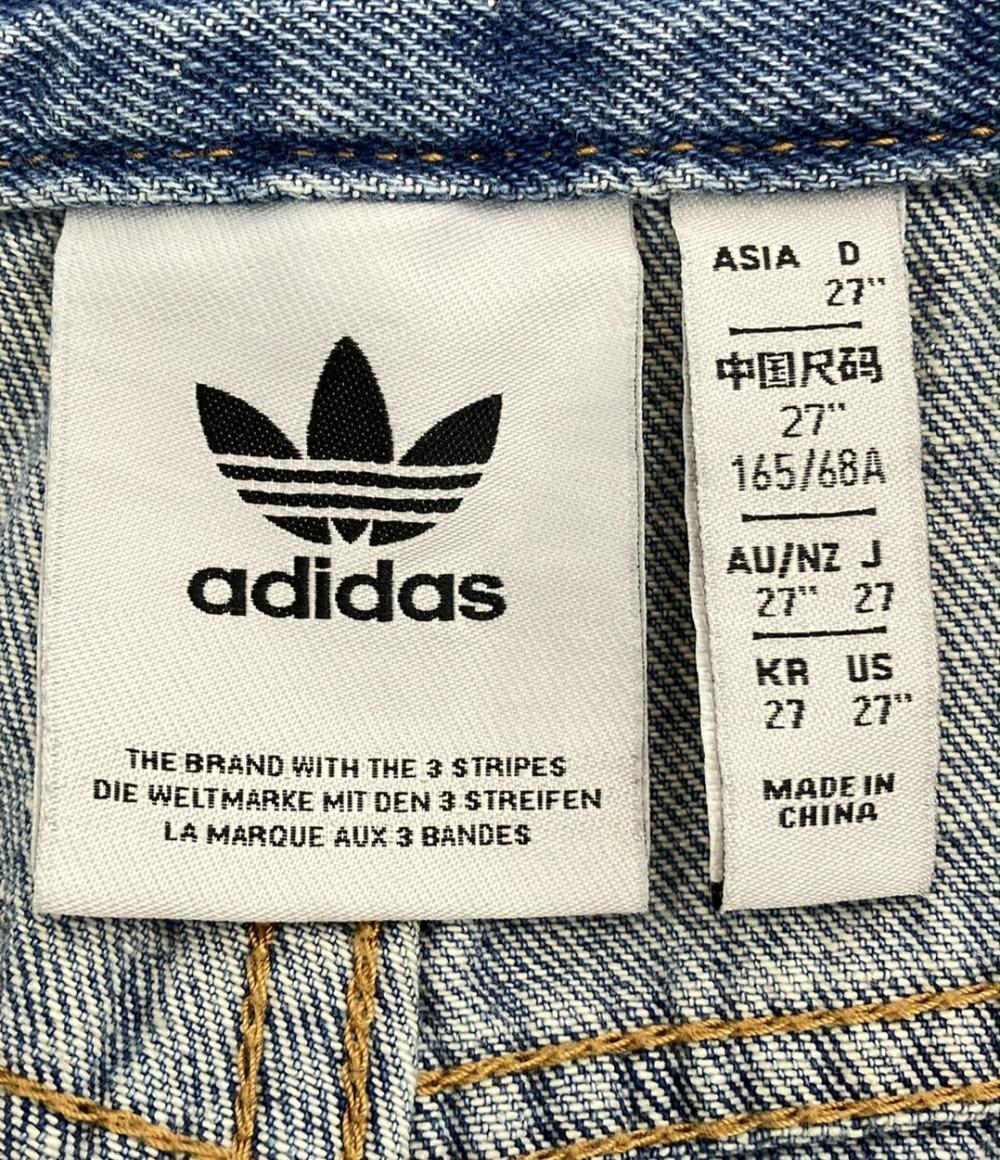 adidas
THE BRAND WITH THE 3 STRIPES
DIE WELTMARKE MIT DEN 3 STREIFEN
LA MARQUE AUX 3 BANDES
ASIA D
27"
中国尺码
27"
165/68A
AU/NZ J
27" 27
KR US
27 27"
MADE IN
CHINA